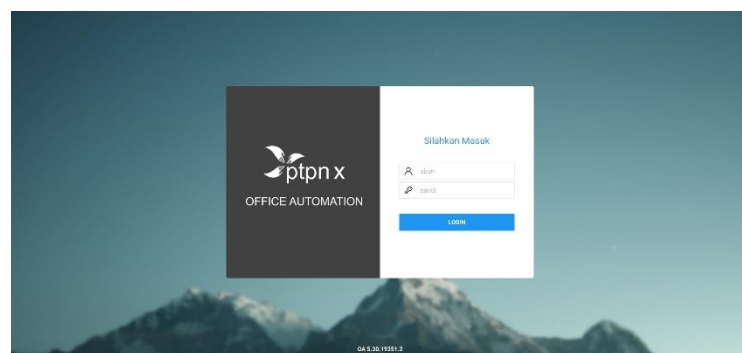 Silahkan Masuk
ptpn x
OFFICE AUTOMATION
akun
sandi
LOGIN
OA 5.30.19351.2